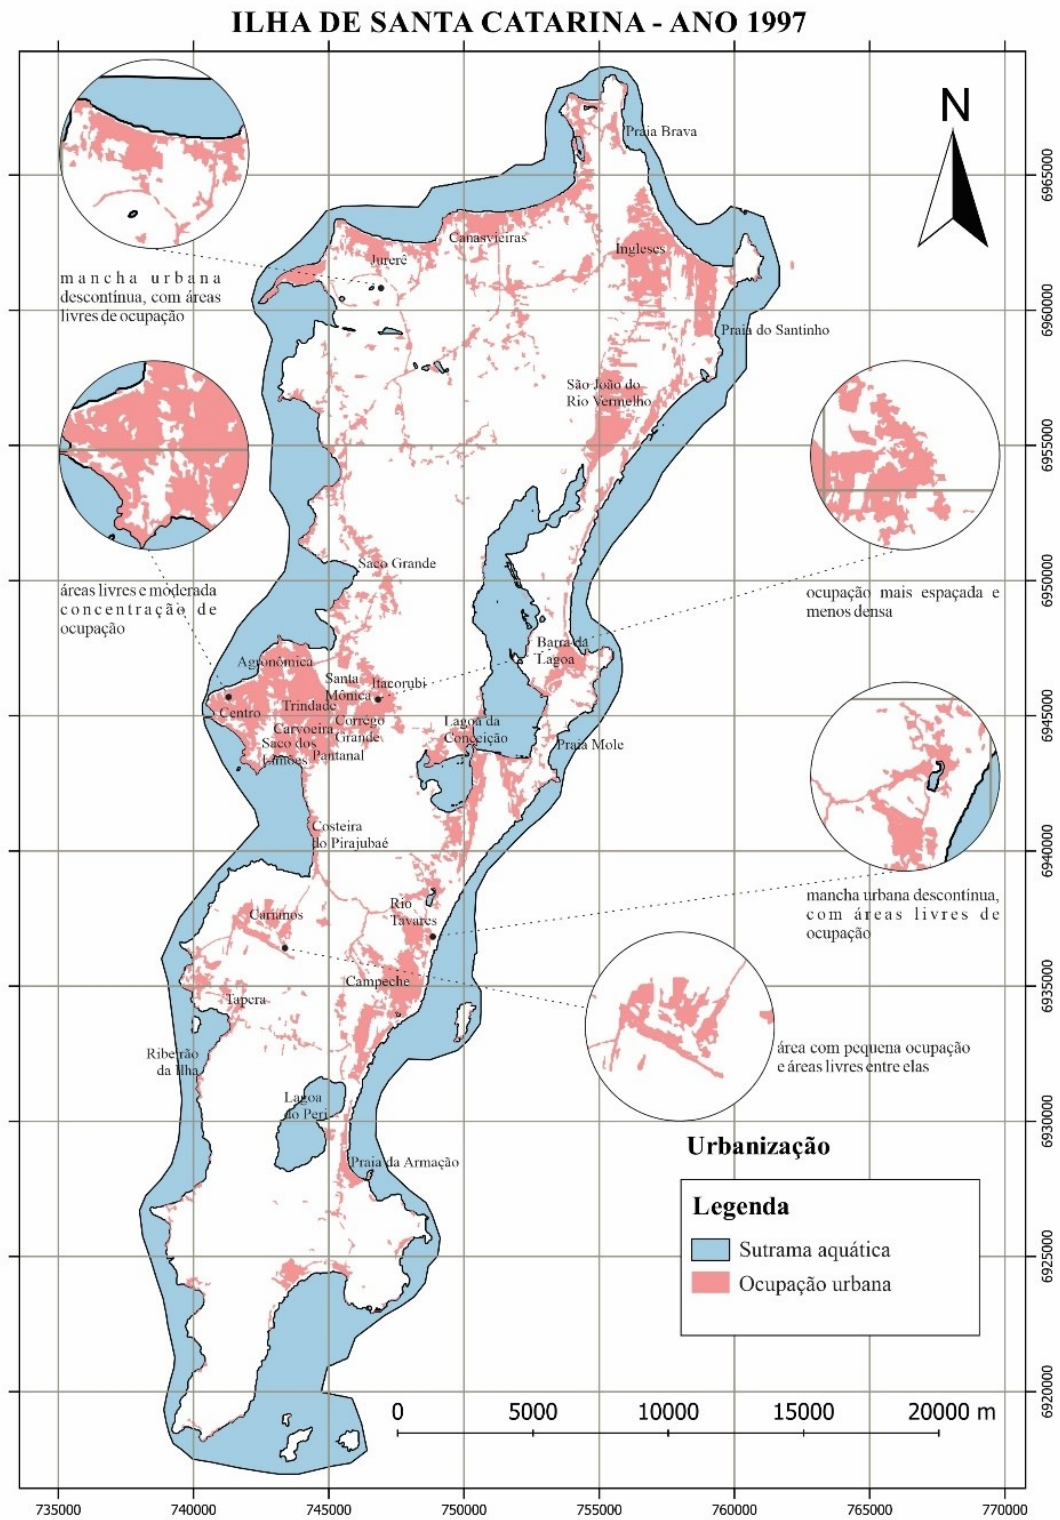 ILHA DE SANTA CATARINA - ANO 1997
N
Praia Brava
Canasvieiras
Ingleses
Jurerê
mancha urbana
descontínua, com áreas
livres de ocupação
Praia do Santinho
São João do
Rio Vermelho
Saco Grande
áreas livres e moderada
concentração de
ocupação
ocupação mais espaçada e
menos densa
Barra da
Lagoa
Agronômica
Santa
Mônica
Itacorubi
Centro
Trindade
Carvoeira
Córrego
Grande
Saco dos
Limões
Pantanal
Lagoa da
Conceição
Praia Mole
Costeira
do Pirajubaé
Rio
Tavares
mancha urbana descontínua,
com áreas livres de
ocupação
Carianos
Campeche
Tapera
Ribeirão
da Ilha
área com pequena ocupação
e áreas livres entre elas
Lagoa
do Peri
Praia da Armação
Urbanização
Legenda
Sutrama aquática
Ocupação urbana
0 5000 10000 15000 20000 m
6965000
6960000
6955000
6950000
6945000
6940000
6935000
6930000
6925000
6920000
735000 740000 745000 750000 755000 760000 765000 770000